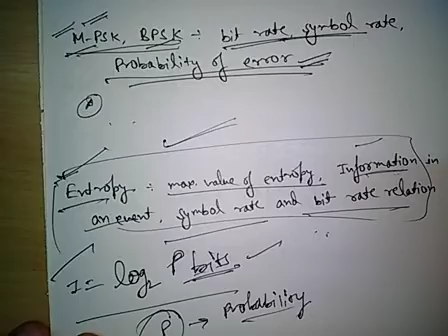 M-PSK, BPSK :- bit rate, symbol rate,
Probability of error
A
Entropy :- max. value of entropy, Information in
an event, symbol rate and bit rate relation
I = log₂ P bits.
P → Probability